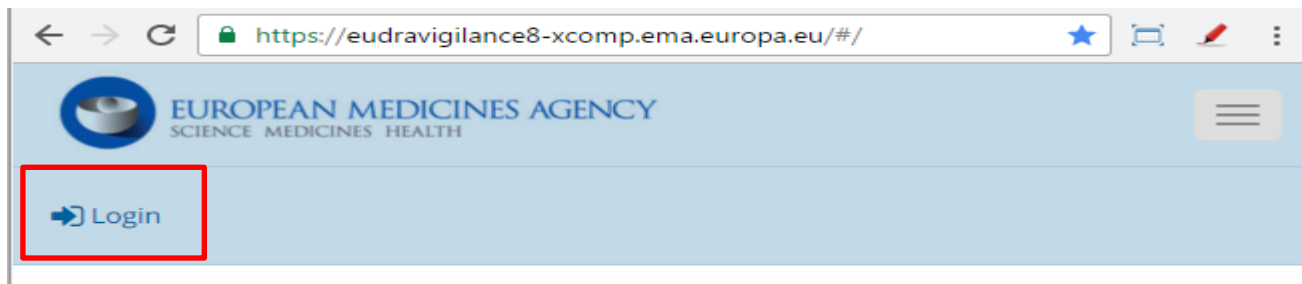 https://eudravigilance8-xcomp.ema.europa.eu/#/
EUROPEAN MEDICINES AGENCY
SCIENCE MEDICINES HEALTH
Login